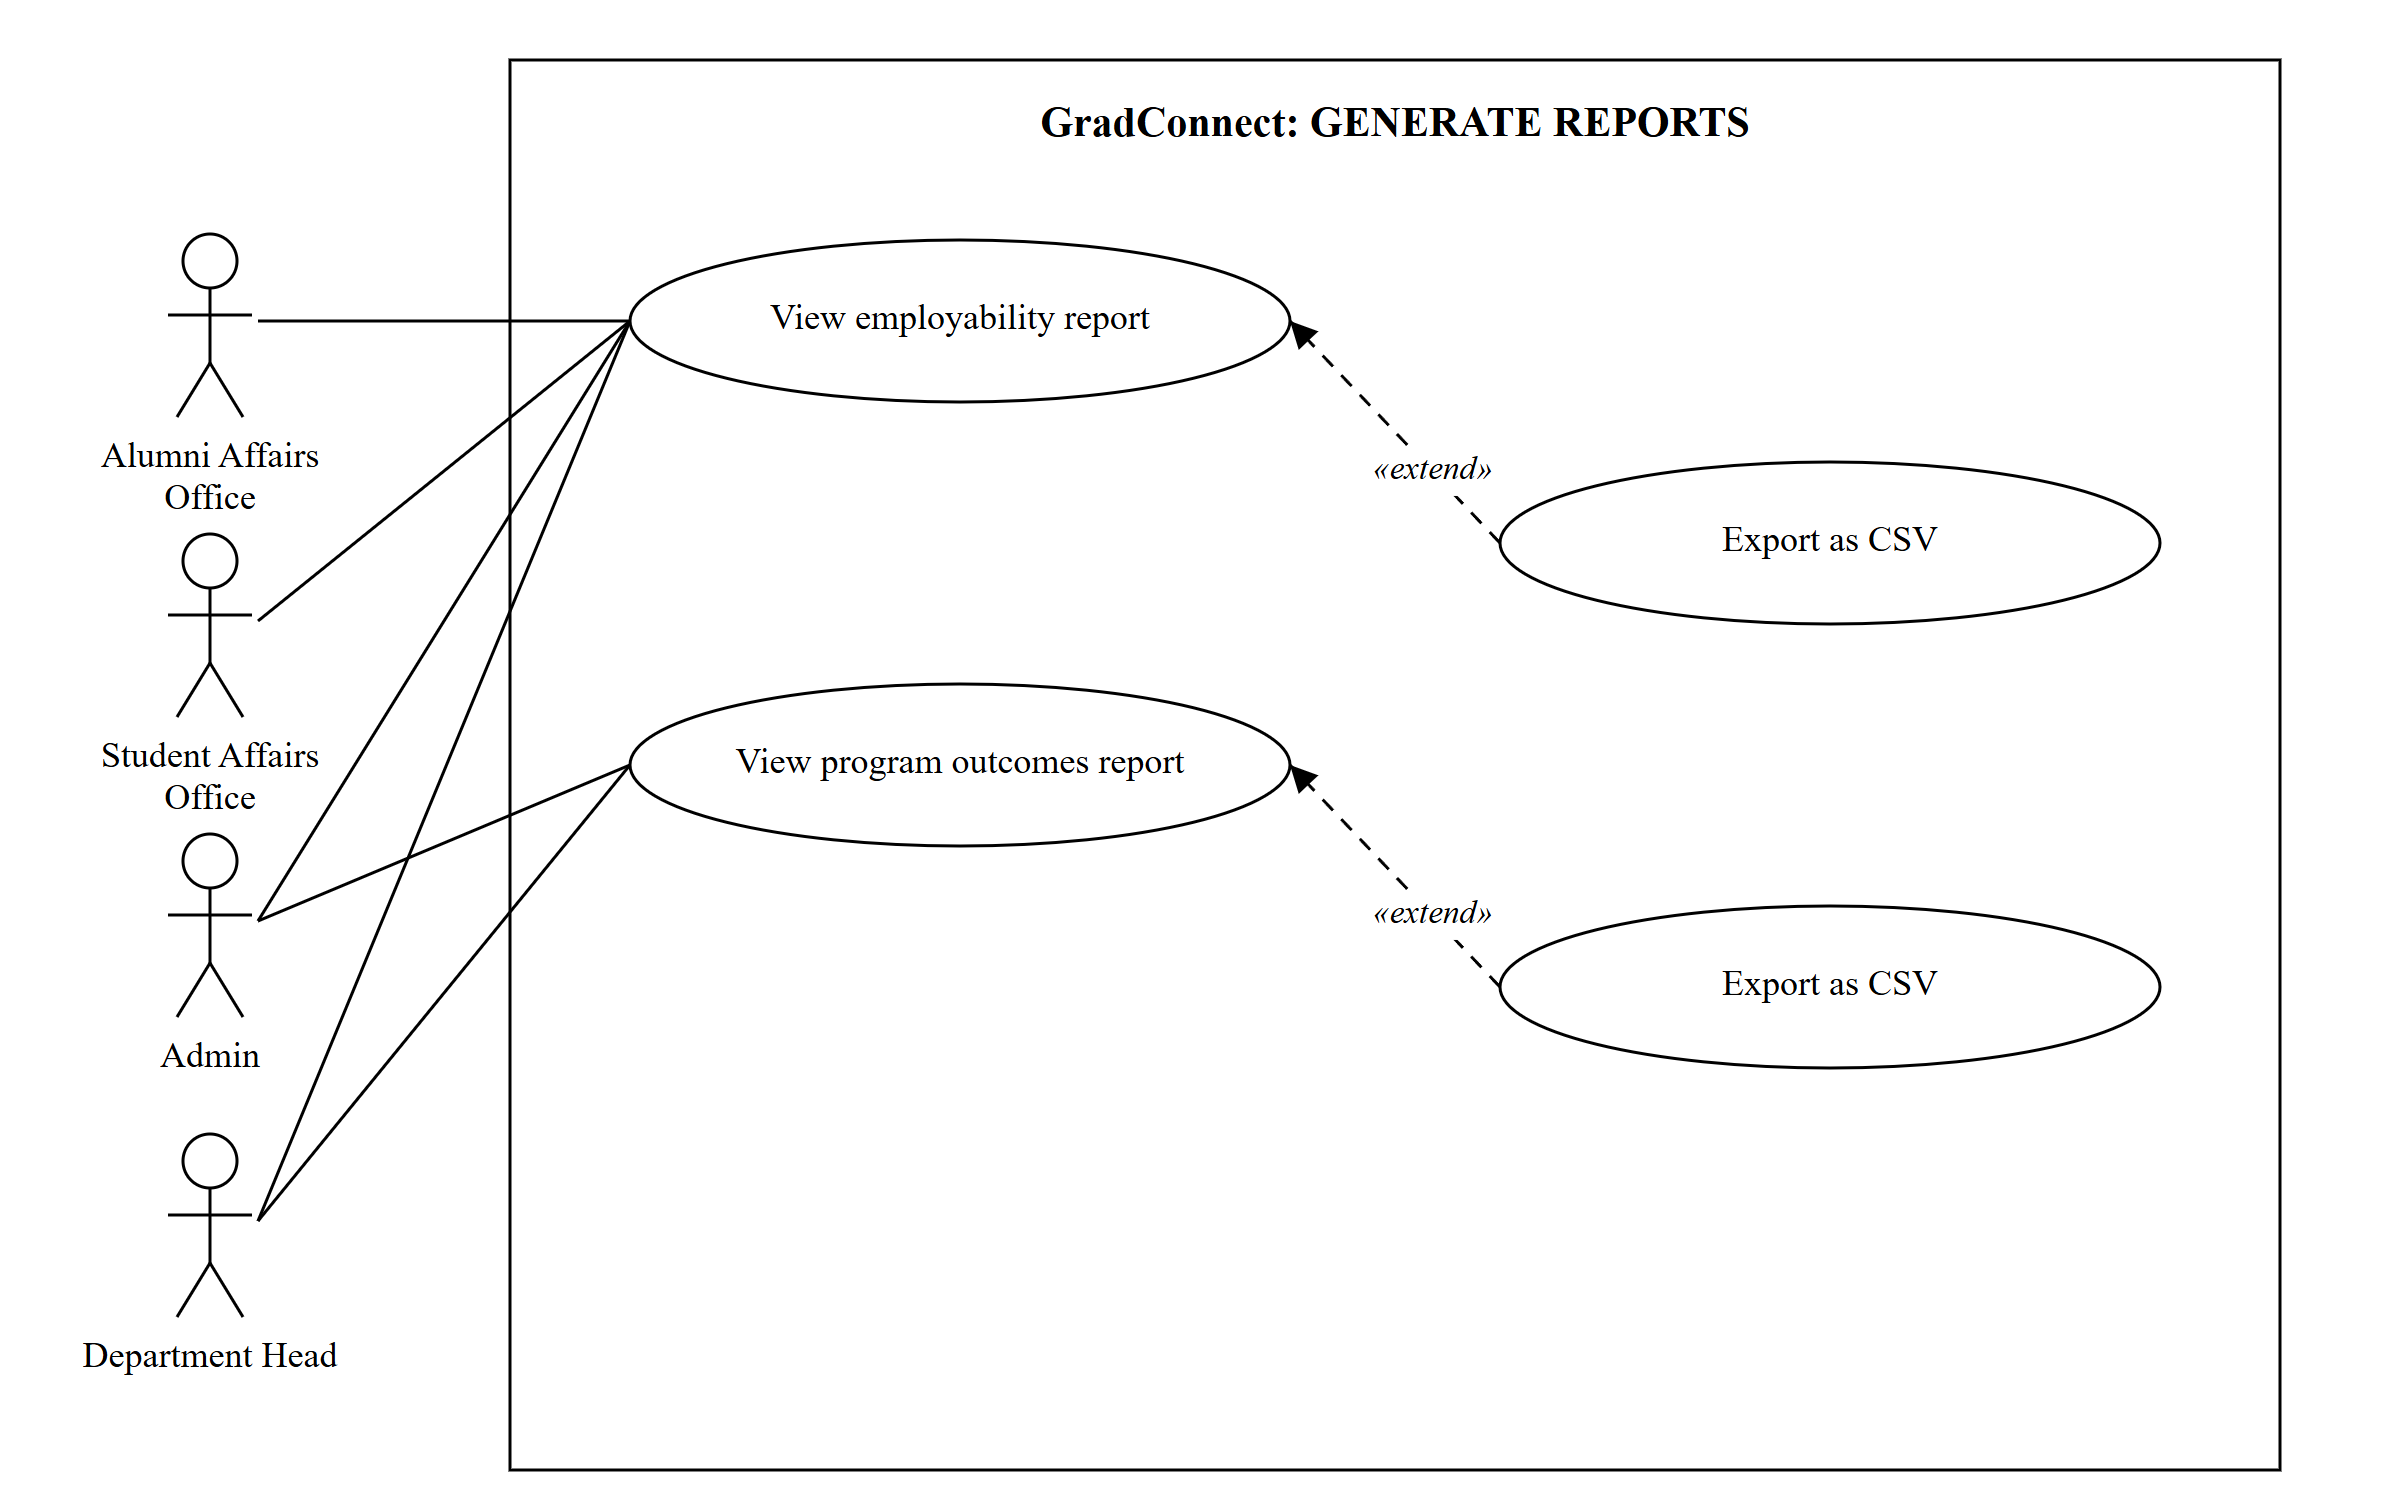 GradConnect: GENERATE REPORTS
View employability report
Alumni Affairs
Office
«extend»
Export as CSV
Student Affairs
Office
View program outcomes report
«extend»
Export as CSV
Admin
Department Head